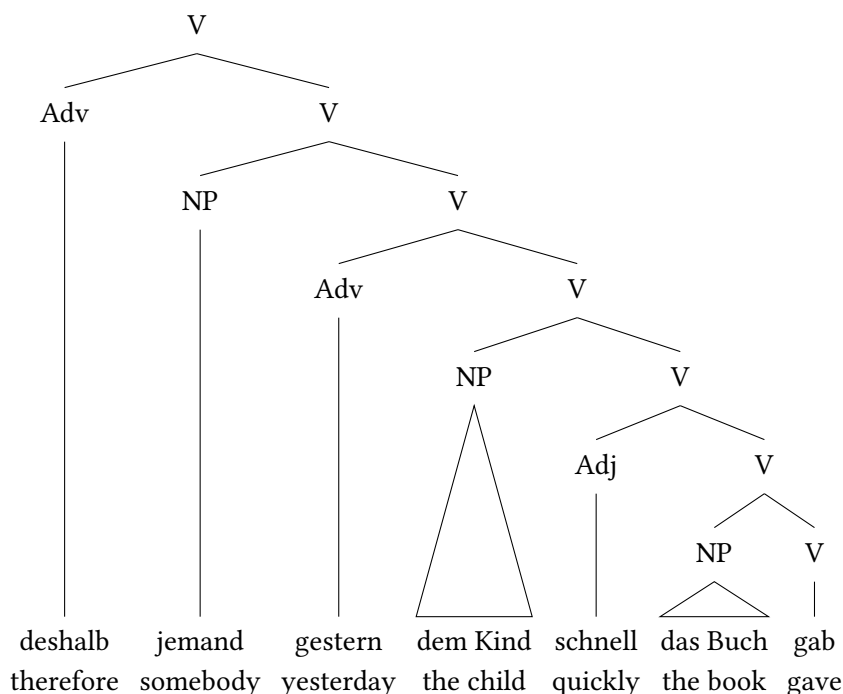 V
Adv V
NP V
Adv V
NP V
Adj V
NP V
deshalb jemand gestern dem Kind schnell das Buch gab
therefore somebody yesterday the child quickly the book gave